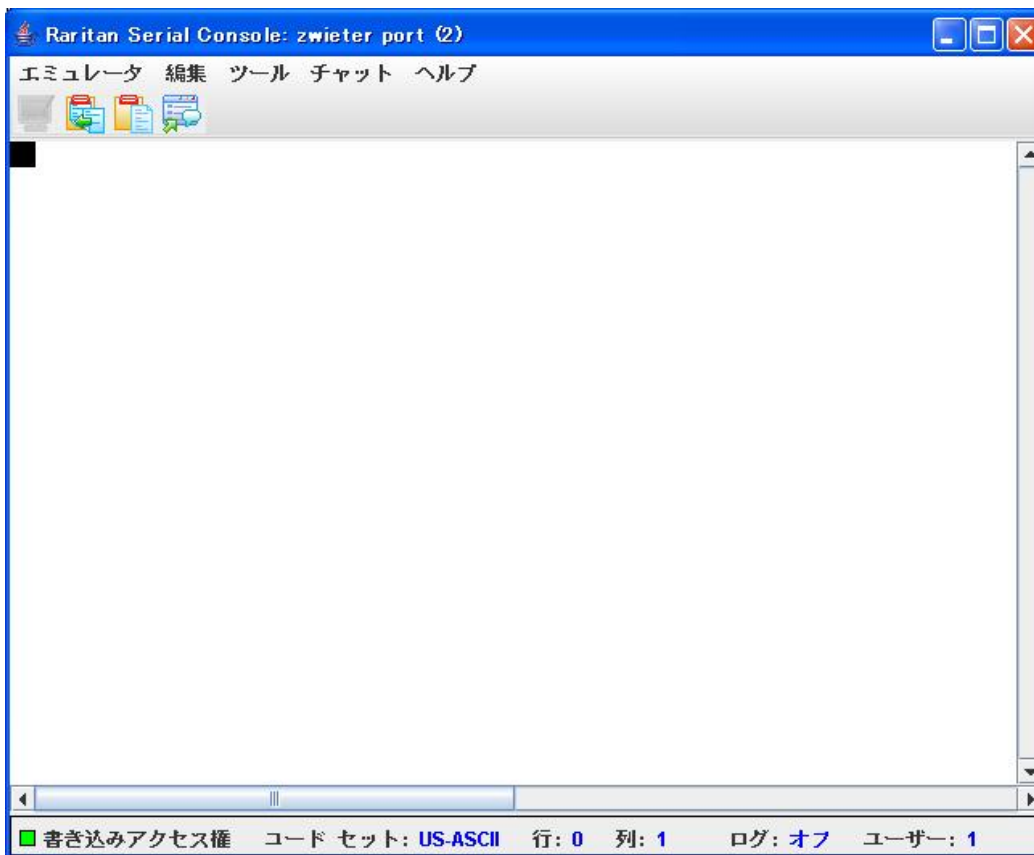 Raritan Serial Console: zwieter port (2)
エミュレータ 編集 ツール チャット ヘルプ
書き込みアクセス権 コード セット: US-ASCII 行: 0 列: 1 ログ: オフ ユーザー: 1